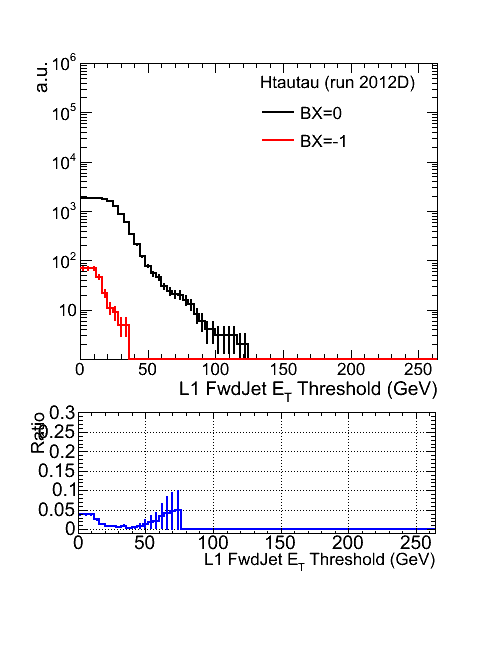 a.u.
10^6
10^5
10^4
10^3
10^2
10
Htautau (run 2012D)
BX=0
BX=-1
0 50 100 150 200 250
L1 FwdJet E_T Threshold (GeV)
Ratio
0.3
0.25
0.2
0.15
0.1
0.05
0
0 50 100 150 200 250
L1 FwdJet E_T Threshold (GeV)